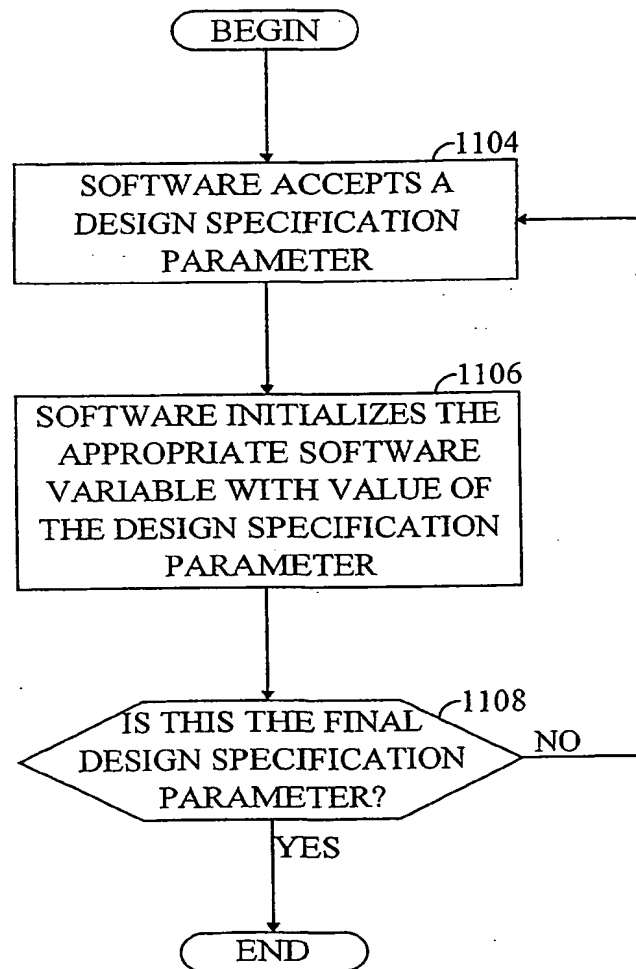 BEGIN
1104
SOFTWARE ACCEPTS A
DESIGN SPECIFICATION
PARAMETER
1106
SOFTWARE INITIALIZES THE
APPROPRIATE SOFTWARE
VARIABLE WITH VALUE OF
THE DESIGN SPECIFICATION
PARAMETER
1108
IS THIS THE FINAL
DESIGN SPECIFICATION
PARAMETER?
NO
YES
END